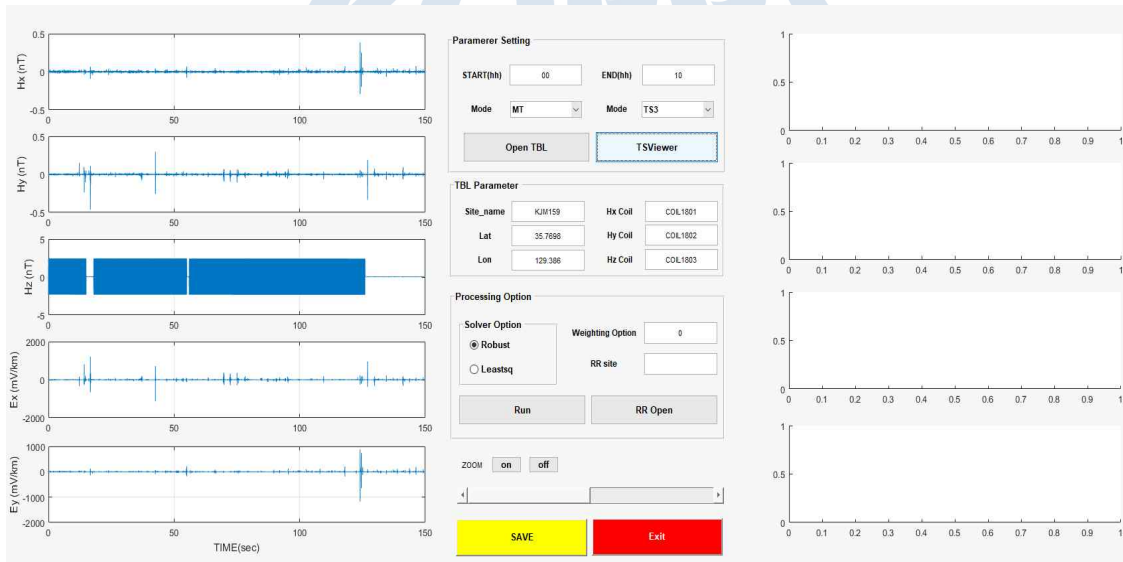 0.5
0
-0.5
Hx (nT)
0 50 100 150
0.5
0
-0.5
Hy (nT)
0 50 100 150
5
0
-5
Hz (nT)
0 50 100 150
2000
0
-2000
Ex (mV/km)
0 50 100 150
1000
0
-1000
-2000
Ey (mV/km)
0 50 100 150
TIME(sec)
Paramerer Setting
START(hh) 00 END(hh) 10
Mode MT Mode TS3
Open TBL TSViewer
TBL Parameter
Site_name KJM159 Hx Coil COIL1801
Lat 35.7698 Hy Coil COIL1802
Lon 129.386 Hz Coil COIL1803
Processing Option
Solver Option
Robust
Leastsq
Weighting Option 0
RR site
Run RR Open
ZOOM on off
SAVE Exit
1
0.5
0
0 0.1 0.2 0.3 0.4 0.5 0.6 0.7 0.8 0.9 1
1
0.5
0
0 0.1 0.2 0.3 0.4 0.5 0.6 0.7 0.8 0.9 1
1
0.5
0
0 0.1 0.2 0.3 0.4 0.5 0.6 0.7 0.8 0.9 1
1
0.5
0
0 0.1 0.2 0.3 0.4 0.5 0.6 0.7 0.8 0.9 1